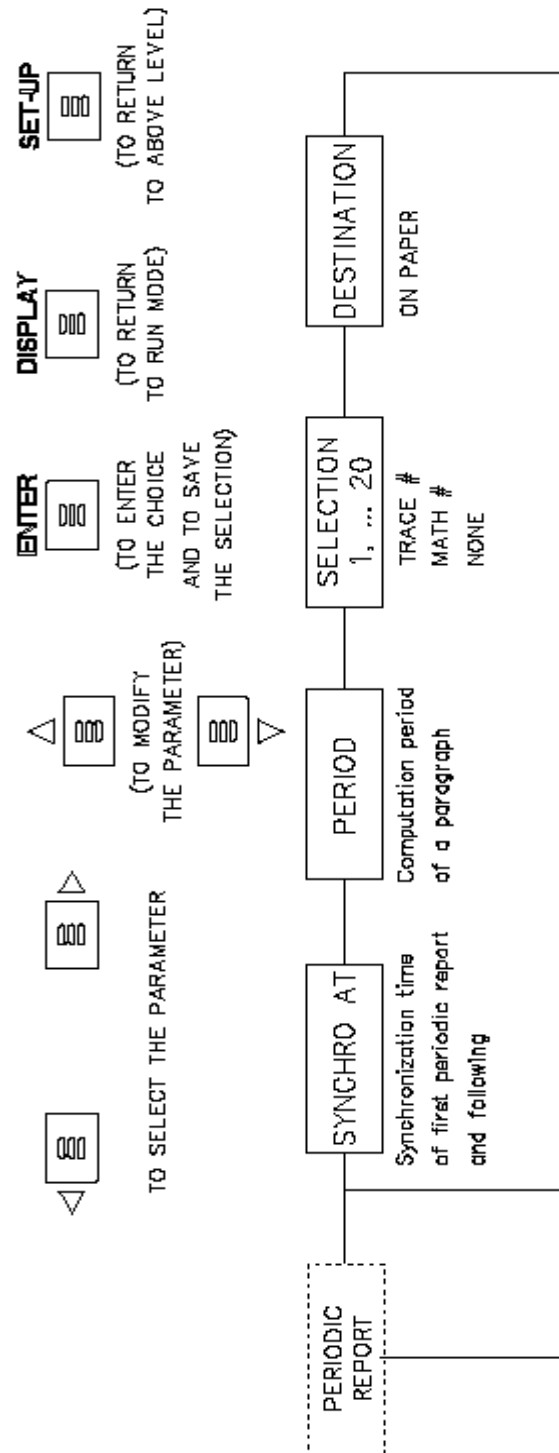 TO SELECT THE PARAMETER
(TO MODIFY
THE PARAMETER)
ENTER
(TO ENTER
THE CHOICE
AND TO SAVE
THE SELECTION)
DISPLAY
(TO RETURN
TO RUN MODE)
SET-UP
(TO RETURN
TO ABOVE LEVEL)
PERIODIC
REPORT
SYNCHRO AT
Synchronization time
of first periodic report
and following
PERIOD
Computation period
of a paragraph
SELECTION
1, ... 20
TRACE #
MATH #
NONE
DESTINATION
ON PAPER